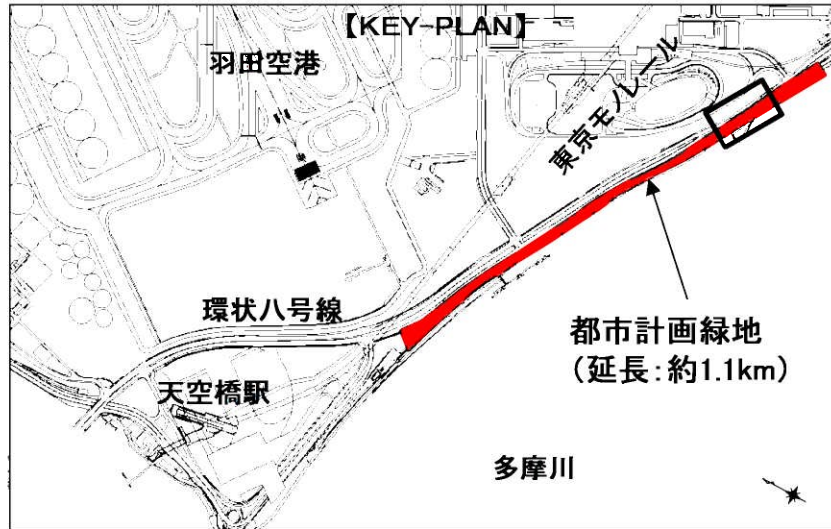 【KEY-PLAN】
羽田空港
東京モノレール
環状八号線
都市計画緑地
（延長：約1.1km）
天空橋駅
多摩川